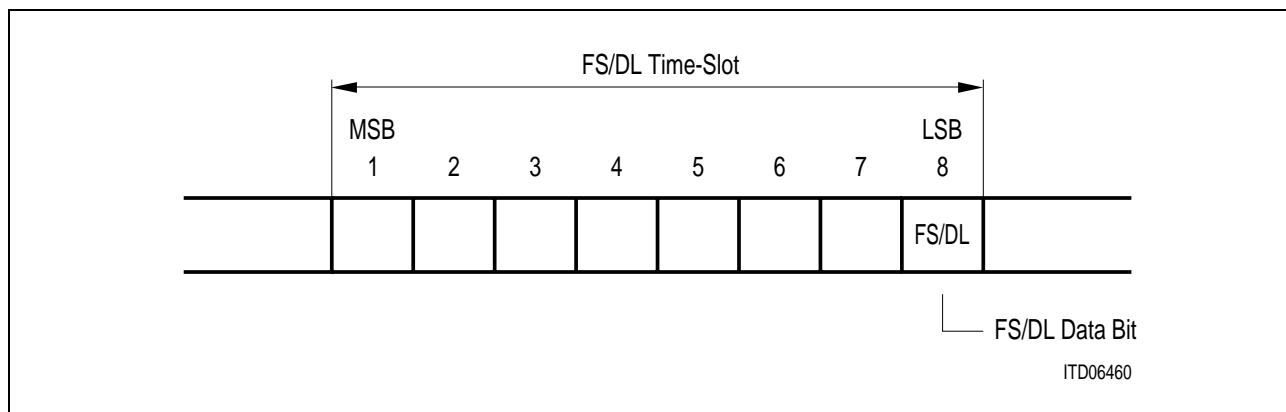 FS/DL Time-Slot
MSB LSB
1 2 3 4 5 6 7 8
FS/DL
FS/DL Data Bit
ITD06460